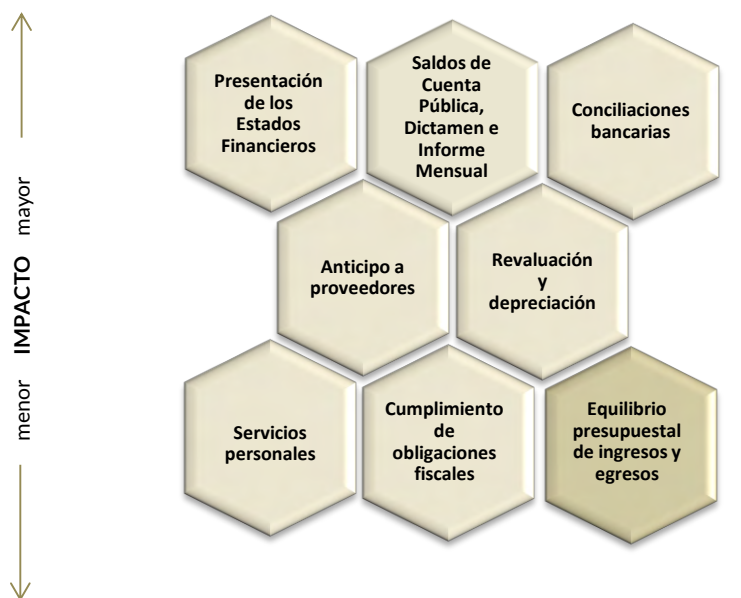 Presentación
de los
Estados
Financieros
Saldos de
Cuenta
Pública,
Dictamen e
Informe
Mensual
Conciliaciones
bancarias
Anticipo a
proveedores
Revaluación
y
depreciación
Servicios
personales
Cumplimiento
de
obligaciones
fiscales
Equilibrio
presupuestal
de ingresos y
egresos
menor IMPACTO mayor